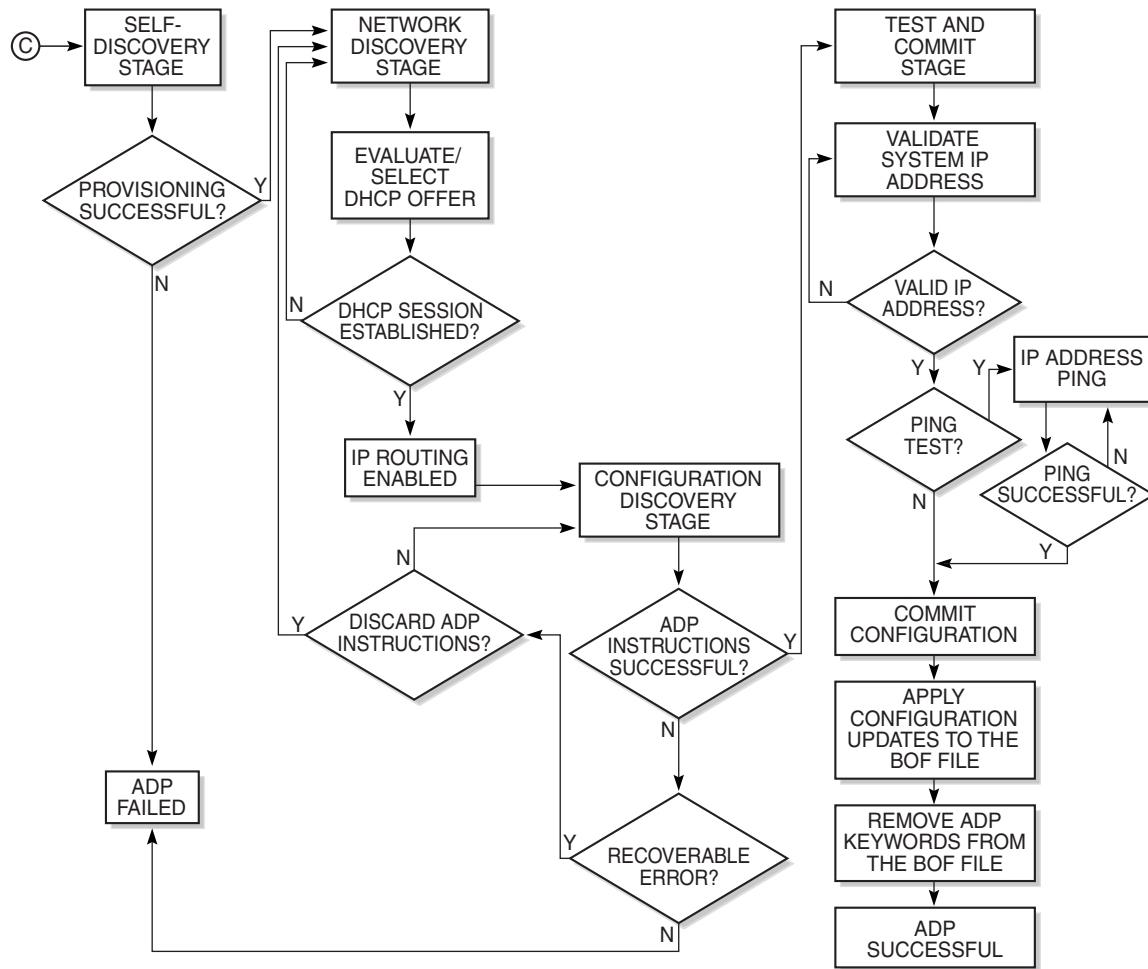 C
SELF-
DISCOVERY
STAGE
PROVISIONING
SUCCESSFUL?
Y
N
ADP
FAILED
NETWORK
DISCOVERY
STAGE
EVALUATE/
SELECT
DHCP OFFER
DHCP SESSION
ESTABLISHED?
N
Y
IP ROUTING
ENABLED
CONFIGURATION
DISCOVERY
STAGE
ADP
INSTRUCTIONS
SUCCESSFUL?
Y
N
DISCARD ADP
INSTRUCTIONS?
N
Y
RECOVERABLE
ERROR?
Y
N
TEST AND
COMMIT
STAGE
VALIDATE
SYSTEM IP
ADDRESS
VALID IP
ADDRESS?
N
Y
PING
TEST?
Y
N
IP ADDRESS
PING
PING
SUCCESSFUL?
N
Y
COMMIT
CONFIGURATION
APPLY
CONFIGURATION
UPDATES TO THE
BOF FILE
REMOVE ADP
KEYWORDS FROM
THE BOF FILE
ADP
SUCCESSFUL